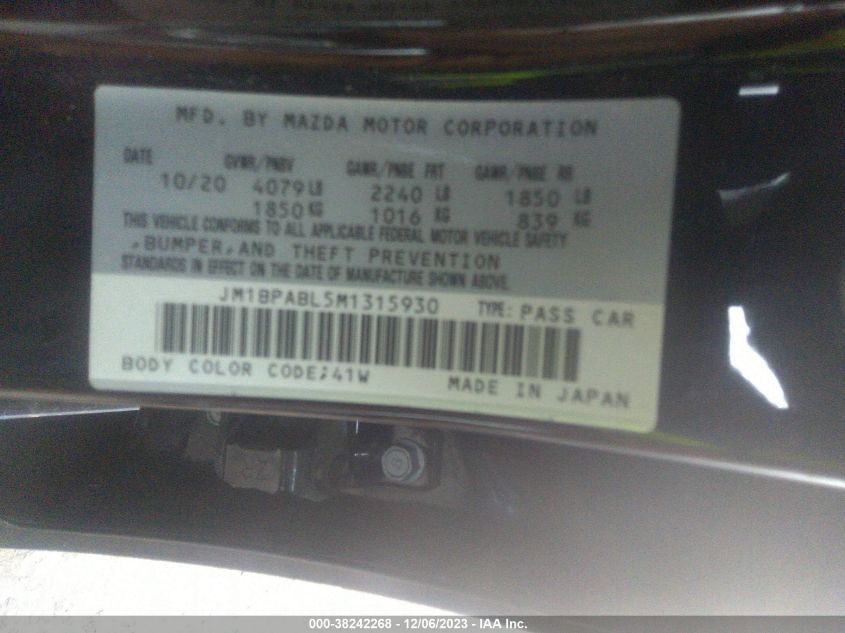 MFD. BY MAZDA MOTOR CORPORATION
DATE GVWR/PNBV GAWR/PNBE FRT GAWR/PNBE RR
10/20 4079 LB 2240 LB 1850 LB
1850 KG 1016 KG 839 KG
THIS VEHICLE CONFORMS TO ALL APPLICABLE FEDERAL MOTOR VEHICLE SAFETY
,BUMPER,AND THEFT PREVENTION
STANDARDS IN EFFECT ON THE DATE OF MANUFACTURE SHOWN ABOVE.
JM1BPABL5M1315930 TYPE: PASS CAR
BODY COLOR CODE:41W MADE IN JAPAN
000-38242268 - 12/06/2023 - IAA Inc.